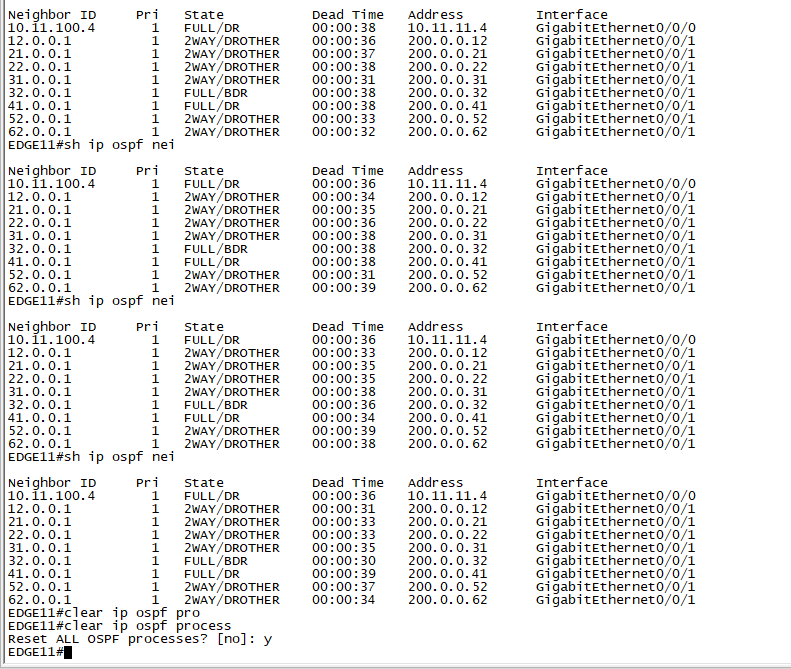 Neighbor ID     Pri   State           Dead Time   Address         Interface
10.11.100.4       1   FULL/DR         00:00:38    10.11.11.4      GigabitEthernet0/0/0
12.0.0.1          1   2WAY/DROTHER    00:00:36    200.0.0.12      GigabitEthernet0/0/1
21.0.0.1          1   2WAY/DROTHER    00:00:37    200.0.0.21      GigabitEthernet0/0/1
22.0.0.1          1   2WAY/DROTHER    00:00:38    200.0.0.22      GigabitEthernet0/0/1
31.0.0.1          1   2WAY/DROTHER    00:00:31    200.0.0.31      GigabitEthernet0/0/1
32.0.0.1          1   FULL/BDR        00:00:38    200.0.0.32      GigabitEthernet0/0/1
41.0.0.1          1   FULL/DR         00:00:38    200.0.0.41      GigabitEthernet0/0/1
52.0.0.1          1   2WAY/DROTHER    00:00:33    200.0.0.52      GigabitEthernet0/0/1
62.0.0.1          1   2WAY/DROTHER    00:00:32    200.0.0.62      GigabitEthernet0/0/1
EDGE11#sh ip ospf nei

Neighbor ID     Pri   State           Dead Time   Address         Interface
10.11.100.4       1   FULL/DR         00:00:36    10.11.11.4      GigabitEthernet0/0/0
12.0.0.1          1   2WAY/DROTHER    00:00:34    200.0.0.12      GigabitEthernet0/0/1
21.0.0.1          1   2WAY/DROTHER    00:00:35    200.0.0.21      GigabitEthernet0/0/1
22.0.0.1          1   2WAY/DROTHER    00:00:36    200.0.0.22      GigabitEthernet0/0/1
31.0.0.1          1   2WAY/DROTHER    00:00:38    200.0.0.31      GigabitEthernet0/0/1
32.0.0.1          1   FULL/BDR        00:00:38    200.0.0.32      GigabitEthernet0/0/1
41.0.0.1          1   FULL/DR         00:00:38    200.0.0.41      GigabitEthernet0/0/1
52.0.0.1          1   2WAY/DROTHER    00:00:31    200.0.0.52      GigabitEthernet0/0/1
62.0.0.1          1   2WAY/DROTHER    00:00:39    200.0.0.62      GigabitEthernet0/0/1
EDGE11#sh ip ospf nei

Neighbor ID     Pri   State           Dead Time   Address         Interface
10.11.100.4       1   FULL/DR         00:00:36    10.11.11.4      GigabitEthernet0/0/0
12.0.0.1          1   2WAY/DROTHER    00:00:33    200.0.0.12      GigabitEthernet0/0/1
21.0.0.1          1   2WAY/DROTHER    00:00:35    200.0.0.21      GigabitEthernet0/0/1
22.0.0.1          1   2WAY/DROTHER    00:00:35    200.0.0.22      GigabitEthernet0/0/1
31.0.0.1          1   2WAY/DROTHER    00:00:38    200.0.0.31      GigabitEthernet0/0/1
32.0.0.1          1   FULL/BDR        00:00:36    200.0.0.32      GigabitEthernet0/0/1
41.0.0.1          1   FULL/DR         00:00:34    200.0.0.41      GigabitEthernet0/0/1
52.0.0.1          1   2WAY/DROTHER    00:00:39    200.0.0.52      GigabitEthernet0/0/1
62.0.0.1          1   2WAY/DROTHER    00:00:38    200.0.0.62      GigabitEthernet0/0/1
EDGE11#sh ip ospf nei

Neighbor ID     Pri   State           Dead Time   Address         Interface
10.11.100.4       1   FULL/DR         00:00:36    10.11.11.4      GigabitEthernet0/0/0
12.0.0.1          1   2WAY/DROTHER    00:00:31    200.0.0.12      GigabitEthernet0/0/1
21.0.0.1          1   2WAY/DROTHER    00:00:33    200.0.0.21      GigabitEthernet0/0/1
22.0.0.1          1   2WAY/DROTHER    00:00:33    200.0.0.22      GigabitEthernet0/0/1
31.0.0.1          1   2WAY/DROTHER    00:00:35    200.0.0.31      GigabitEthernet0/0/1
32.0.0.1          1   FULL/BDR        00:00:30    200.0.0.32      GigabitEthernet0/0/1
41.0.0.1          1   FULL/DR         00:00:39    200.0.0.41      GigabitEthernet0/0/1
52.0.0.1          1   2WAY/DROTHER    00:00:37    200.0.0.52      GigabitEthernet0/0/1
62.0.0.1          1   2WAY/DROTHER    00:00:34    200.0.0.62      GigabitEthernet0/0/1
EDGE11#clear ip ospf pro
EDGE11#clear ip ospf process
Reset ALL OSPF processes? [no]: y
EDGE11#